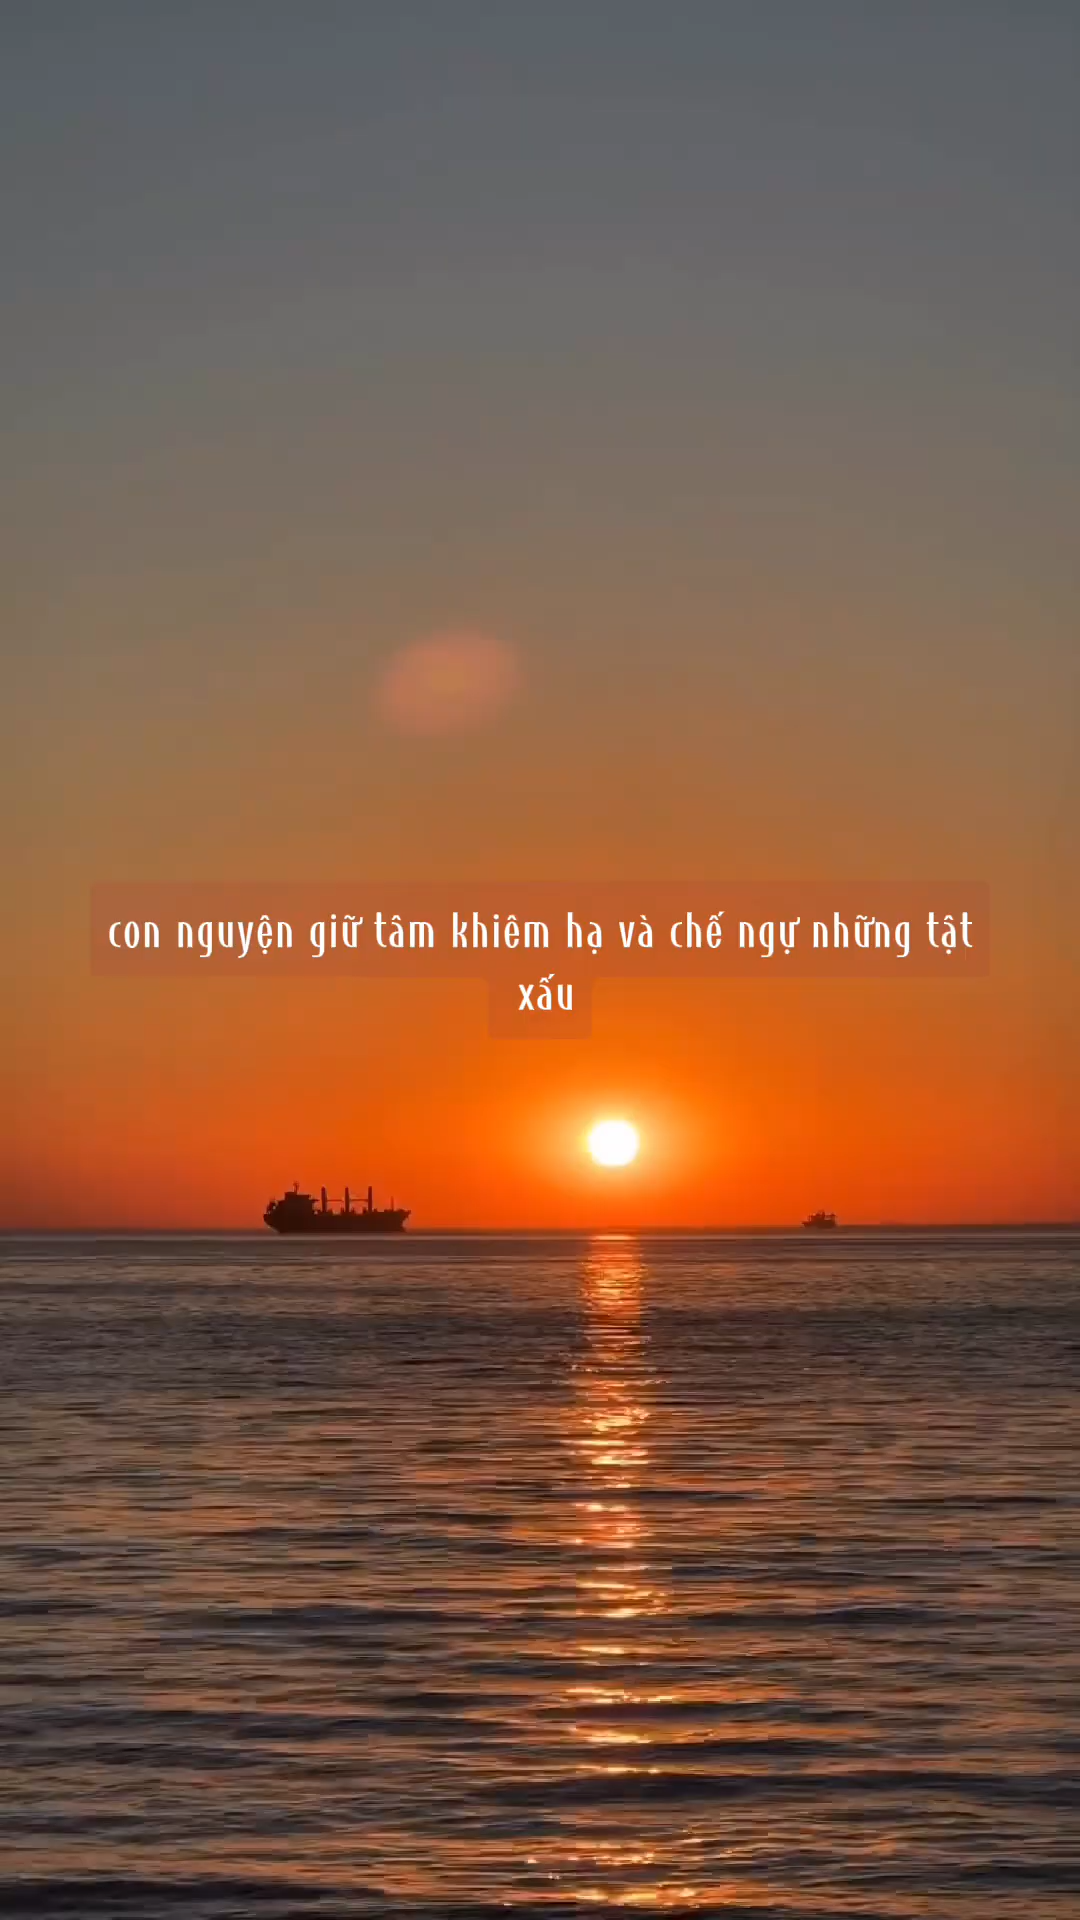 con nguyện giữ tâm khiêm hạ và chế ngự những tật
xấu